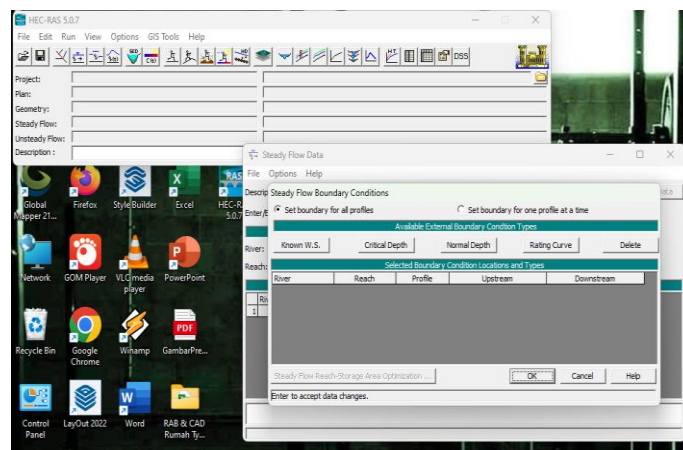 HEC-RAS 5.0.7
File Edit Run View Options GIS Tools Help
DSS
Project:
Plan:
Geometry:
Steady Flow:
Unsteady Flow:
Description :
Steady Flow Data
File Options Help
Descrip
Enter/E
River:
Reach:
Steady Flow Boundary Conditions
Set boundary for all profiles
Set boundary for one profile at a time
Available External Boundary Condtion Types
Known W.S.
Critical Depth
Normal Depth
Rating Curve
Delete
Selected Boundary Condition Locations and Types
River Reach Profile Upstream Downstream
Riv
1
Steady Flow Reach-Storage Area Optimization ...
OK
Cancel
Help
Enter to accept data changes.
Global Mapper 21...
Firefox
Style Builder
Excel
HEC-R
5.0.7
RAS
Network
GOM Player
VLC media
player
PowerPoint
Recycle Bin
Google
Chrome
Winamp
PDF
GambarPre...
Control
Panel
LayOut 2022
Word
RAB & CAD
Rumah Ty...